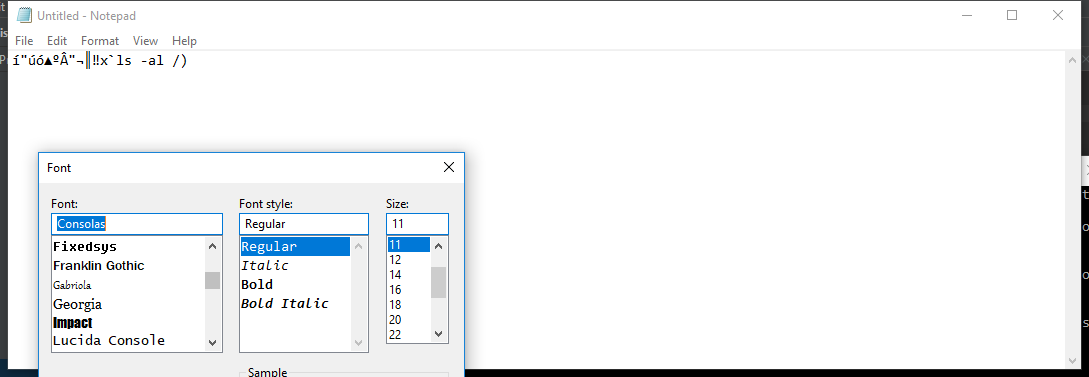 Untitled - Notepad
File Edit Format View Help
í"úó▲ºÂ"¬║‼x`ls -al /)
Font
Font: Font style: Size:
Consolas Regular 11
Fixedsys
Franklin Gothic
Gabriola
Georgia
Impact
Lucida Console
Regular
Italic
Bold
Bold Italic
11
12
14
16
18
20
22
Sample